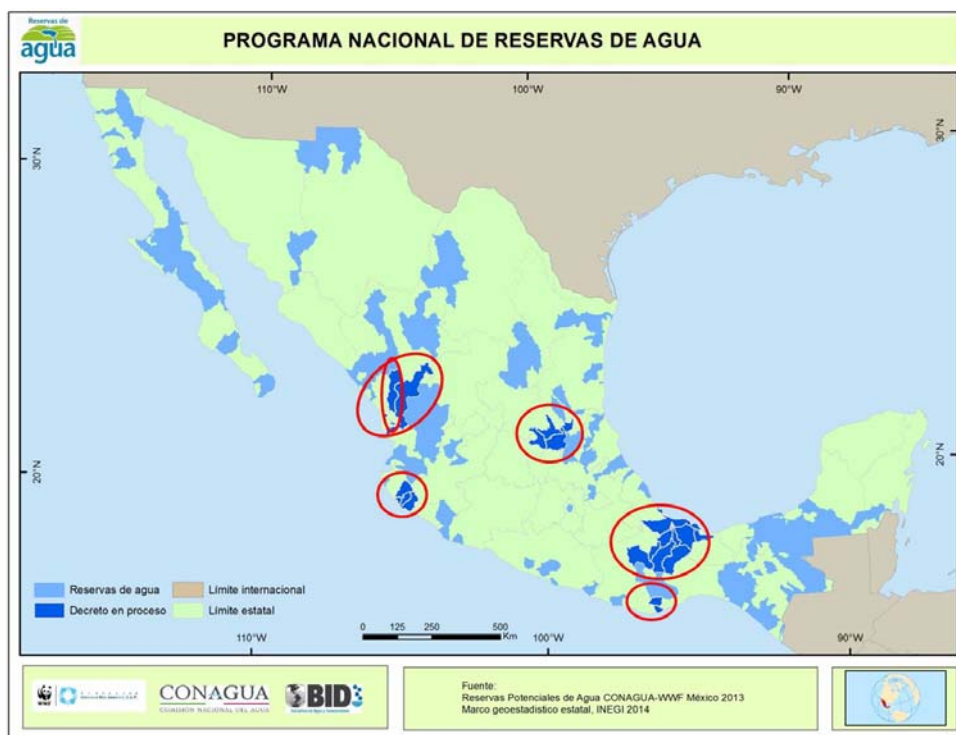 Reservas de
agua
PROGRAMA NACIONAL DE RESERVAS DE AGUA
110°W
100°W
90°W
30°N
30°N
20°N
20°N
Reservas de agua
Límite internacional
Decreto en proceso
Límite estatal
0 125 250 500
Km
110°W
100°W
90°W
WWF
CONAGUA
COMISIÓN NACIONAL DEL AGUA
BID
Fuente:
Reservas Potenciales de Agua CONAGUA-WWF México 2013
Marco geoestadístico estatal, INEGI 2014